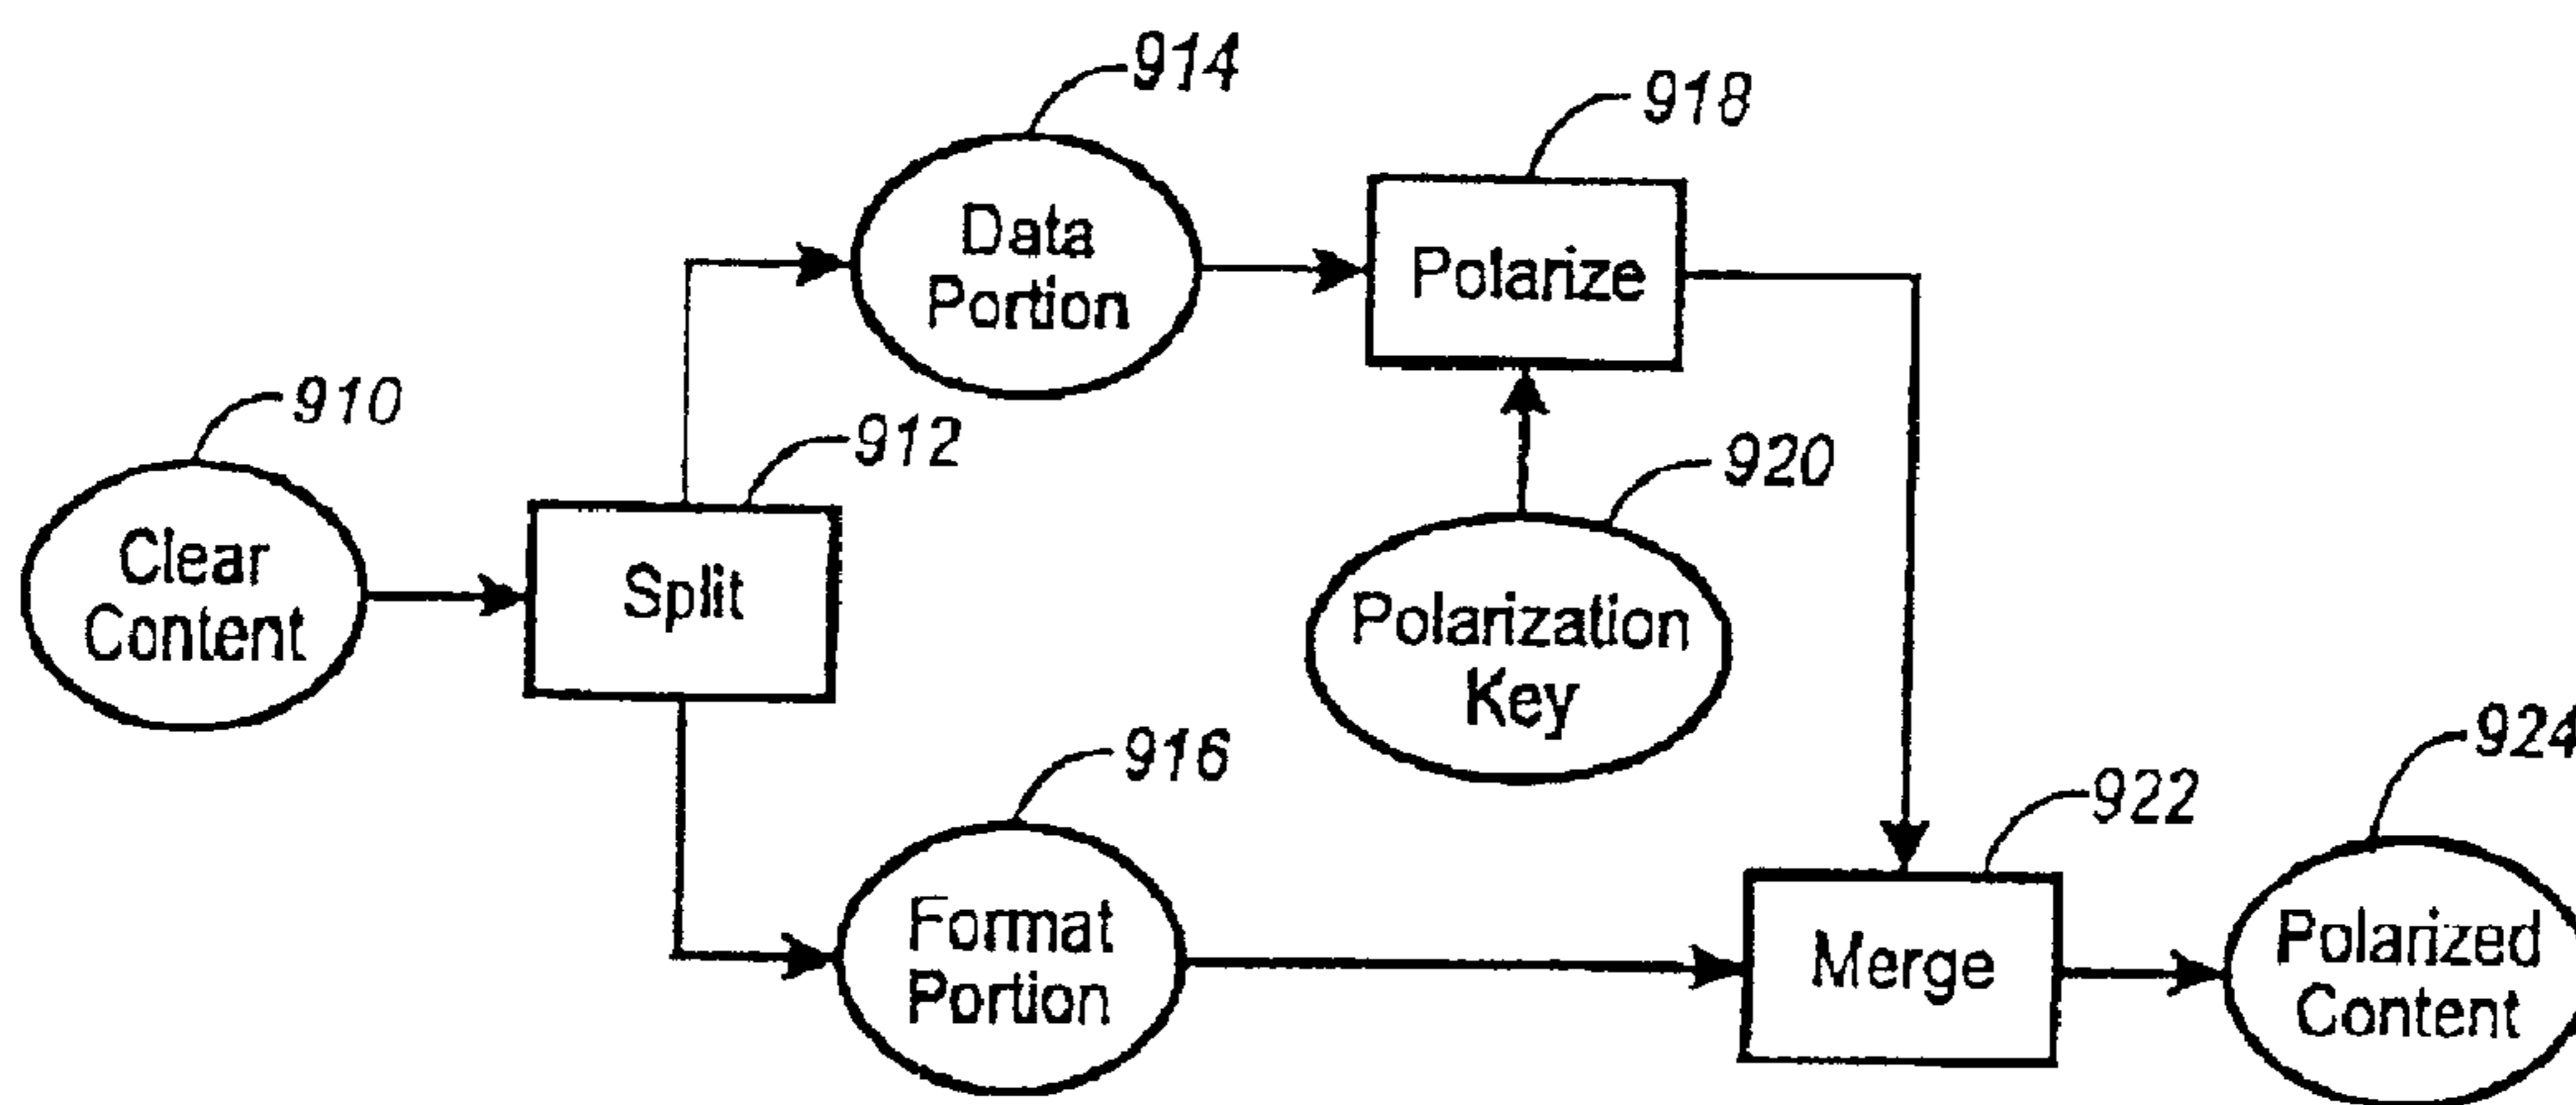 914
918
Data
Portion
Polarize
910
912
920
Clear
Content
Split
Polarization
Key
916
924
922
Format
Portion
Merge
Polarized
Content